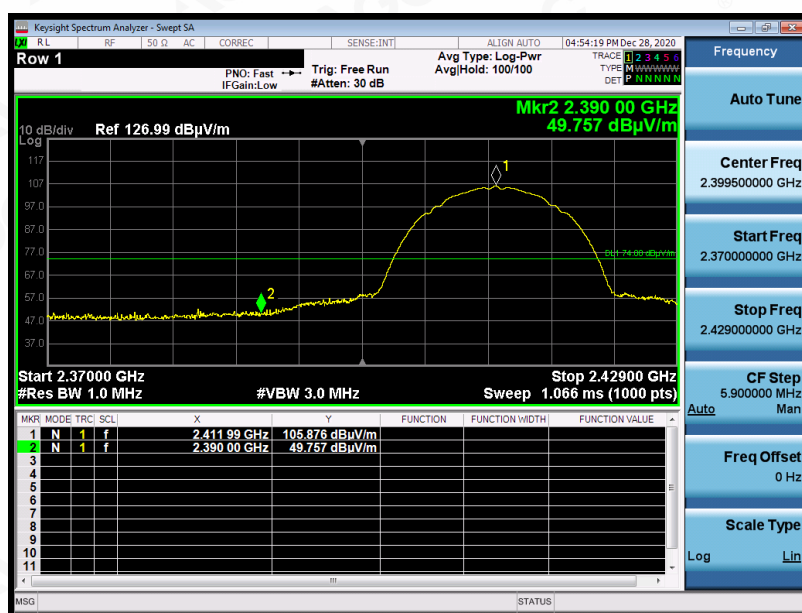 Keysight Spectrum Analyzer - Swept SA
LXI RL RF 50 Ω AC CORREC SENSE:INT ALIGN AUTO 04:54:19 PM Dec 28, 2020
Row 1
PNO: Fast
IFGain:Low
Trig: Free Run
#Atten: 30 dB
Avg Type: Log-Pwr
Avg|Hold: 100/100
TRACE 1 2 3 4 5 6
TYPE M W W W W W
DET P N N N N N
Mkr2 2.390 00 GHz
49.757 dBµV/m
10 dB/div Ref 126.99 dBµV/m
Log
117
107
97.0
87.0
77.0
67.0
57.0
47.0
37.0
1
2
DL1 74.00 dBµV/m
Start 2.37000 GHz Stop 2.42900 GHz
#Res BW 1.0 MHz #VBW 3.0 MHz Sweep 1.066 ms (1000 pts)
MKR MODE TRC SCL X Y FUNCTION FUNCTION WIDTH FUNCTION VALUE
1 N 1 f 2.411 99 GHz 105.876 dBµV/m
2 N 1 f 2.390 00 GHz 49.757 dBµV/m
3
4
5
6
7
8
9
10
11
MSG STATUS
Frequency
Auto Tune
Center Freq
2.399500000 GHz
Start Freq
2.370000000 GHz
Stop Freq
2.429000000 GHz
CF Step
5.900000 MHz
Auto Man
Freq Offset
0 Hz
Scale Type
Log Lin